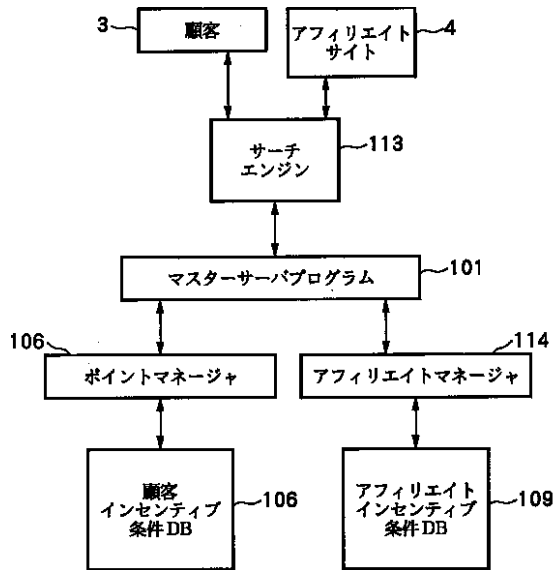 3
顧客
アフィリエイト
サイト
4
サーチ
エンジン
113
マスターサーバプログラム
101
106
ポイントマネージャ
114
アフィリエイトマネージャ
顧客
インセンティブ
条件DB
106
アフィリエイト
インセンティブ
条件DB
109